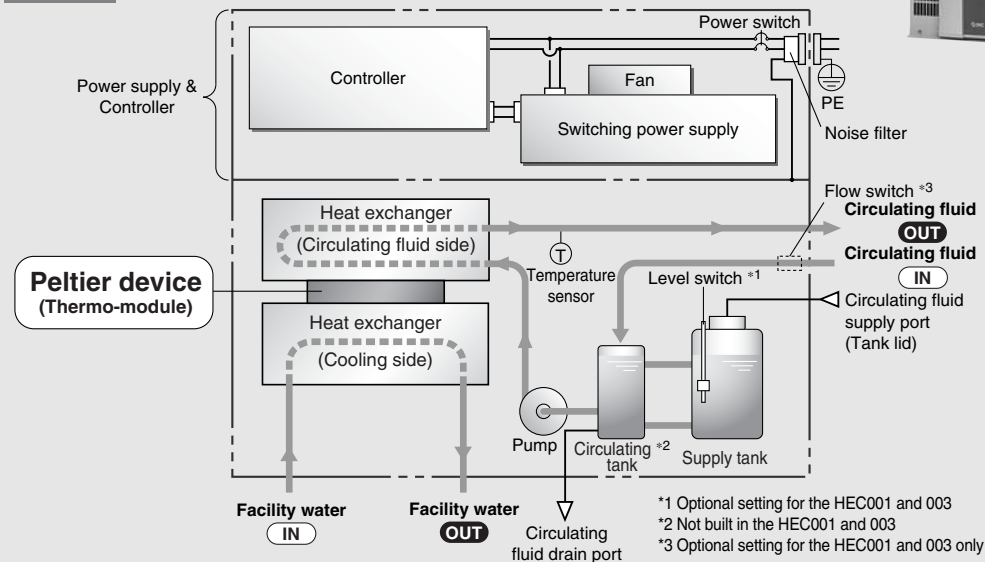 Power switch
Controller
Fan
Power supply &
Controller
PE
Switching power supply
Noise filter
Flow switch *3
Heat exchanger
(Circulating fluid side)
Circulating fluid
OUT
Circulating fluid
IN
T
Temperature
sensor
Level switch *1
Peltier device
(Thermo-module)
Circulating fluid
supply port
(Tank lid)
Heat exchanger
(Cooling side)
Pump
Circulating *2
tank
Supply tank
Facility water
IN
Facility water
OUT
Circulating
fluid drain port
*1 Optional setting for the HEC001 and 003
*2 Not built in the HEC001 and 003
*3 Optional setting for the HEC001 and 003 only